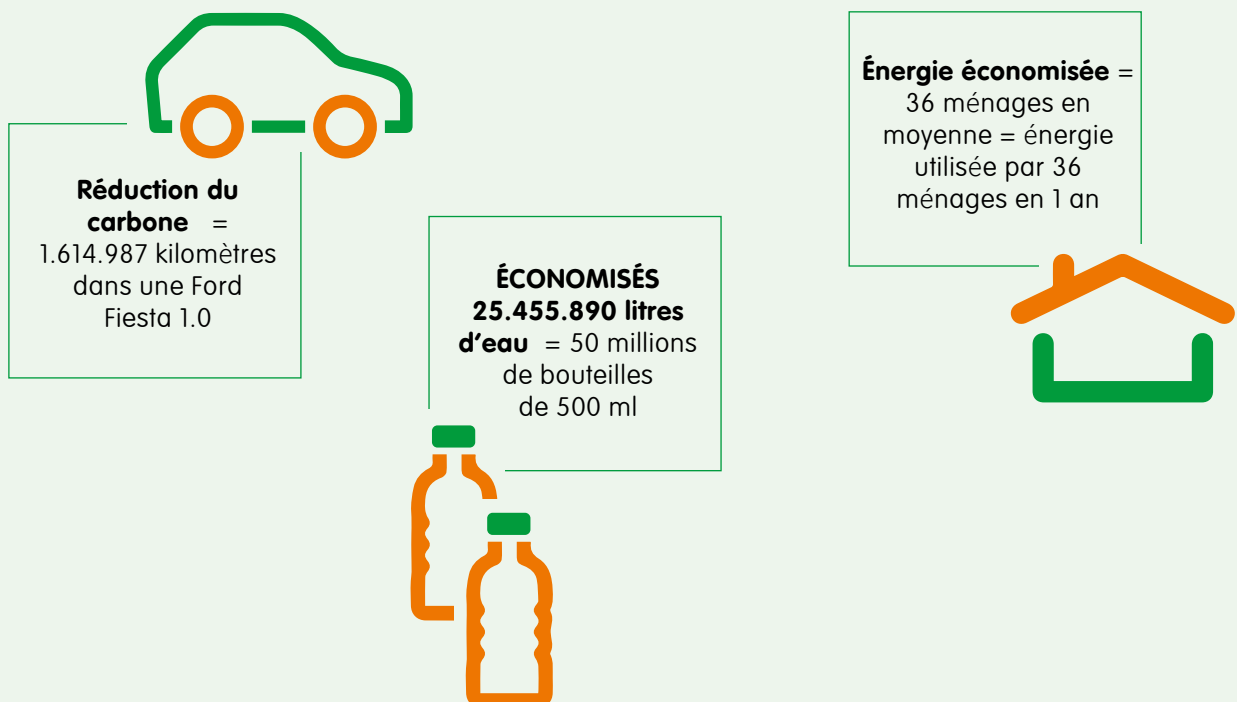 Réduction du
carbone =
1.614.987 kilomètres
dans une Ford
Fiesta 1.0
ÉCONOMISÉS
25.455.890 litres
d'eau = 50 millions
de bouteilles
de 500 ml
Énergie économisée =
36 ménages en
moyenne = énergie
utilisée par 36
ménages en 1 an